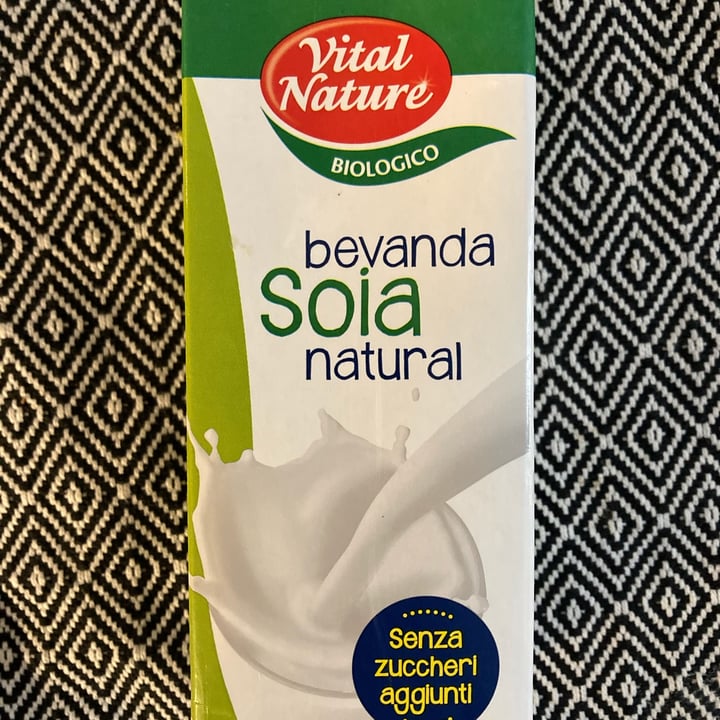 Vital
Nature
BIOLOGICO
bevanda
Soia
natural
Senza
zuccheri
aggiunti